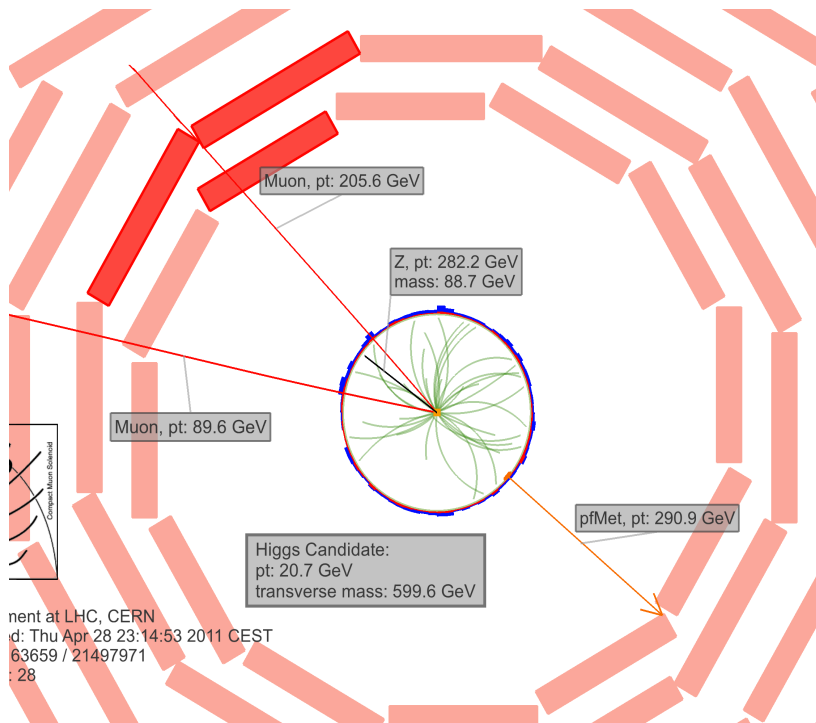 Muon, pt: 205.6 GeV
Z, pt: 282.2 GeV
mass: 88.7 GeV
Muon, pt: 89.6 GeV
Compact Muon Solenoid
pfMet, pt: 290.9 GeV
Higgs Candidate:
pt: 20.7 GeV
transverse mass: 599.6 GeV
ment at LHC, CERN
ed: Thu Apr 28 23:14:53 2011 CEST
63659 / 21497971
: 28